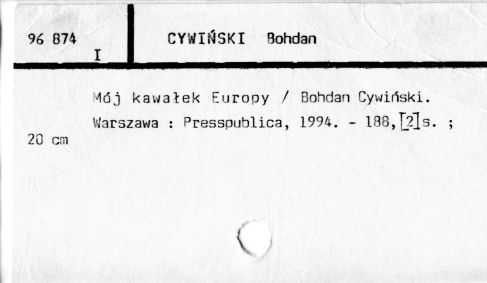 96 874
I
CYWIŃSKI Bohdan
Mój kawałek Europy / Bohdan Cywiński.
Warszawa : Presspublica, 1994. - 188,[2]s. ;
20 cm